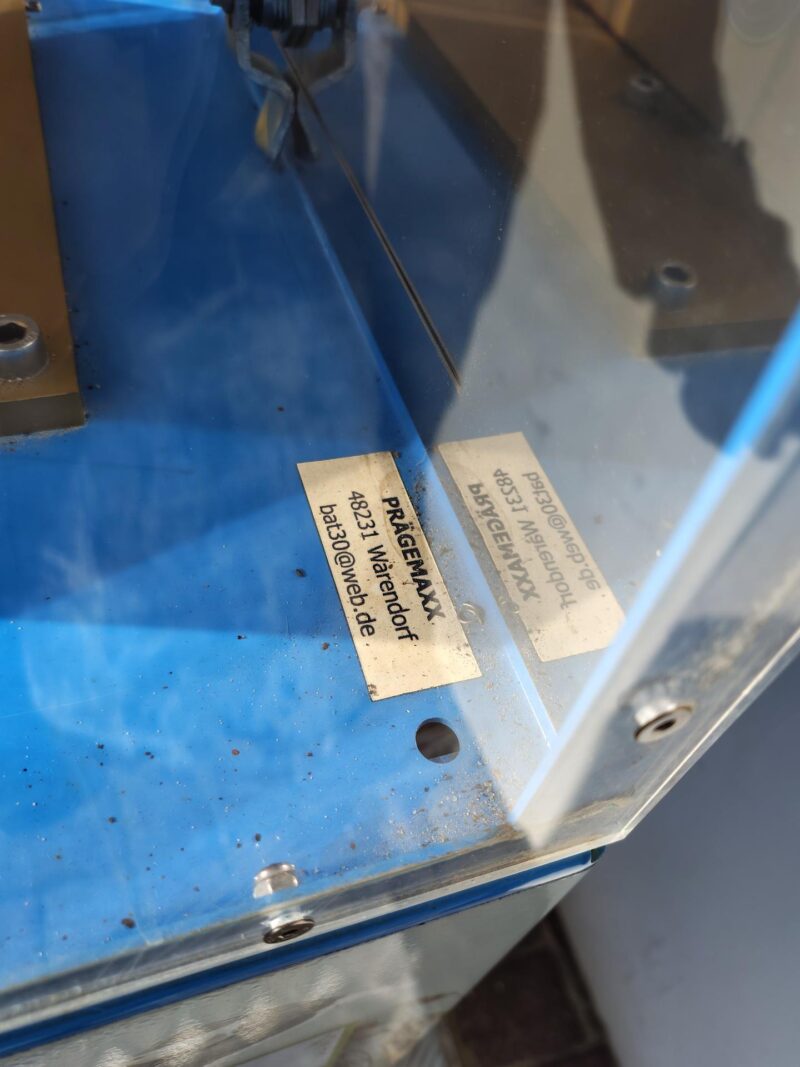 PRÄGEMAXX
48231 Warendorf
bat30@web.de